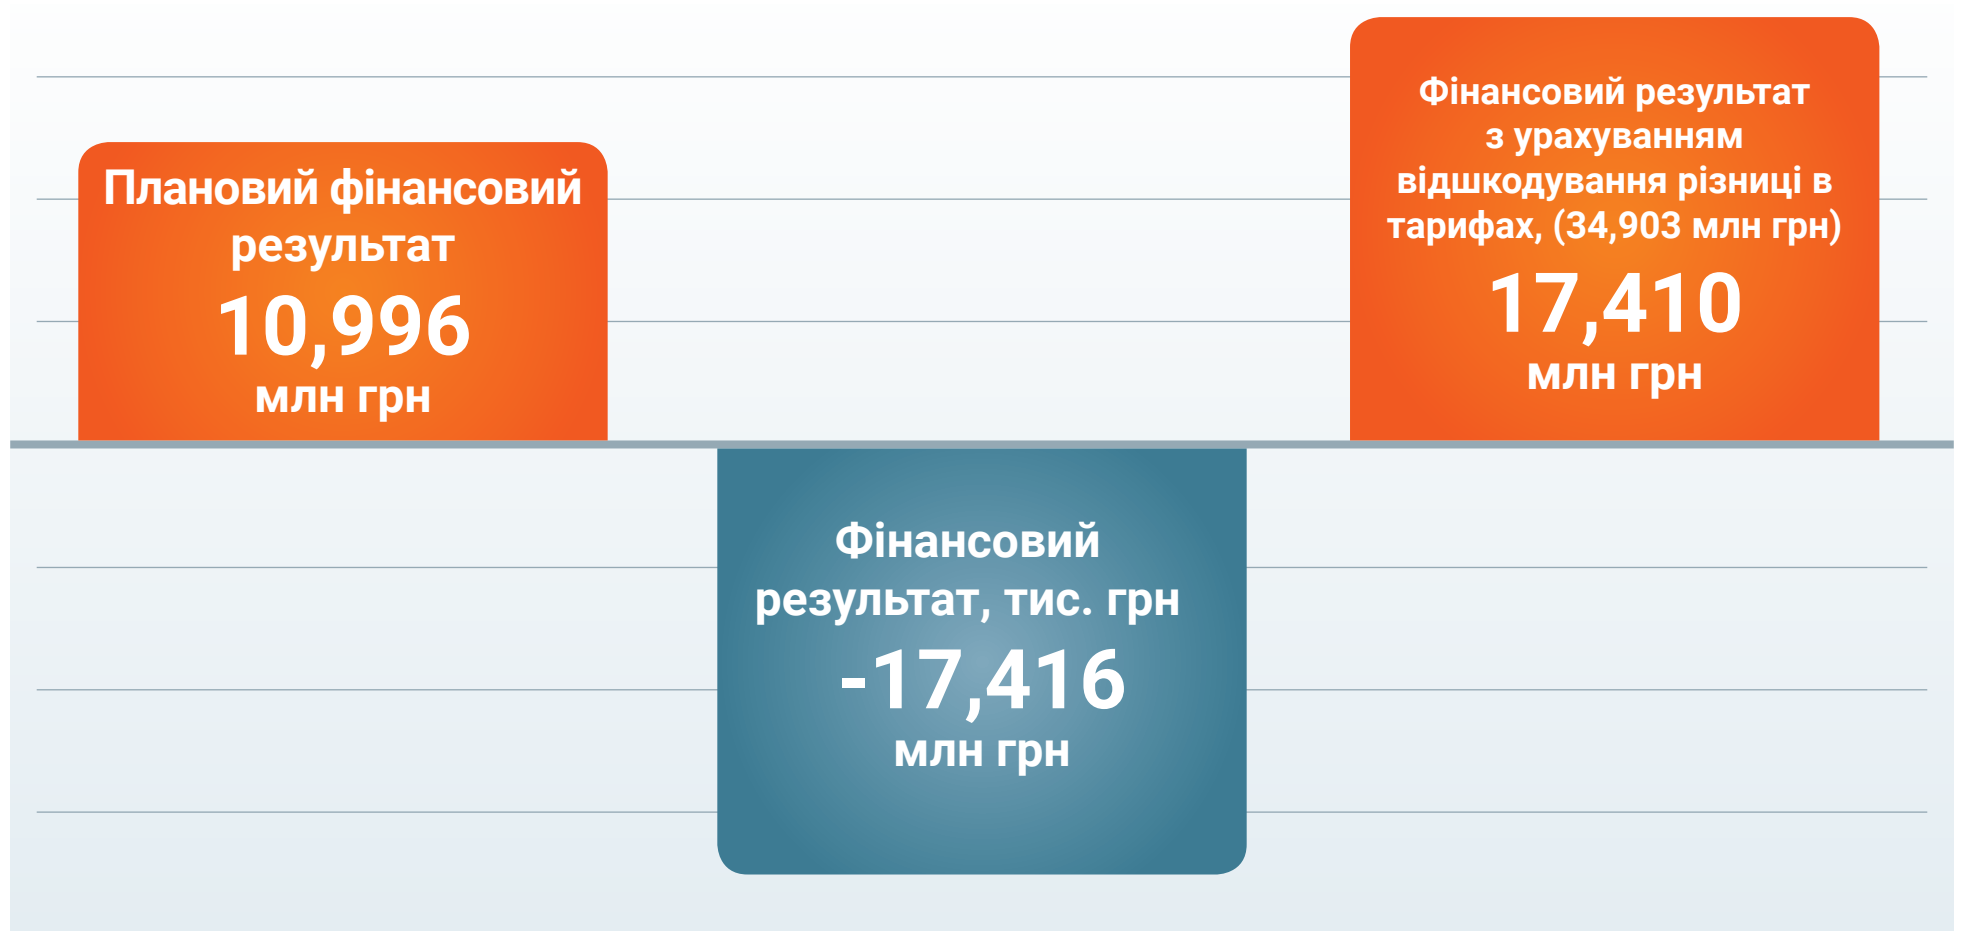 Плановий фінансовий
результат
10,996
млн грн
Фінансовий
результат, тис. грн
-17,416
млн грн
Фінансовий результат
з урахуванням
відшкодування різниці в
тарифах, (34,903 млн грн)
17,410
млн грн